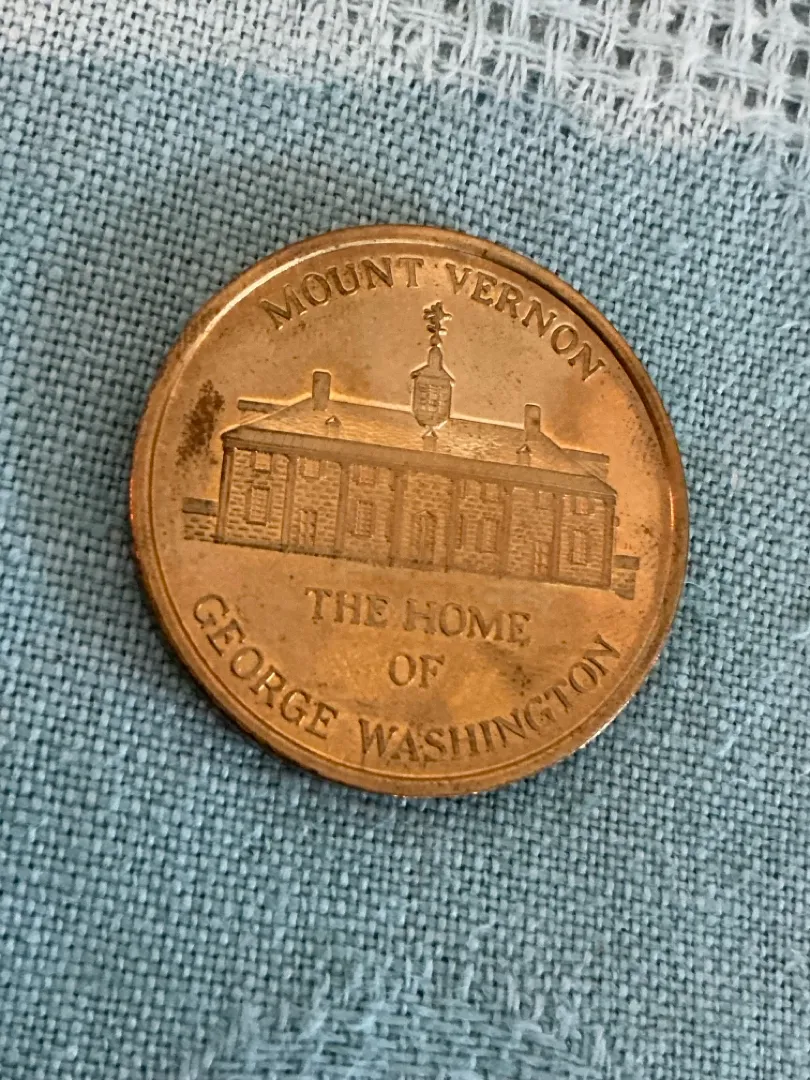 MOUNT VERNON
THE HOME
OF
GEORGE WASHINGTON